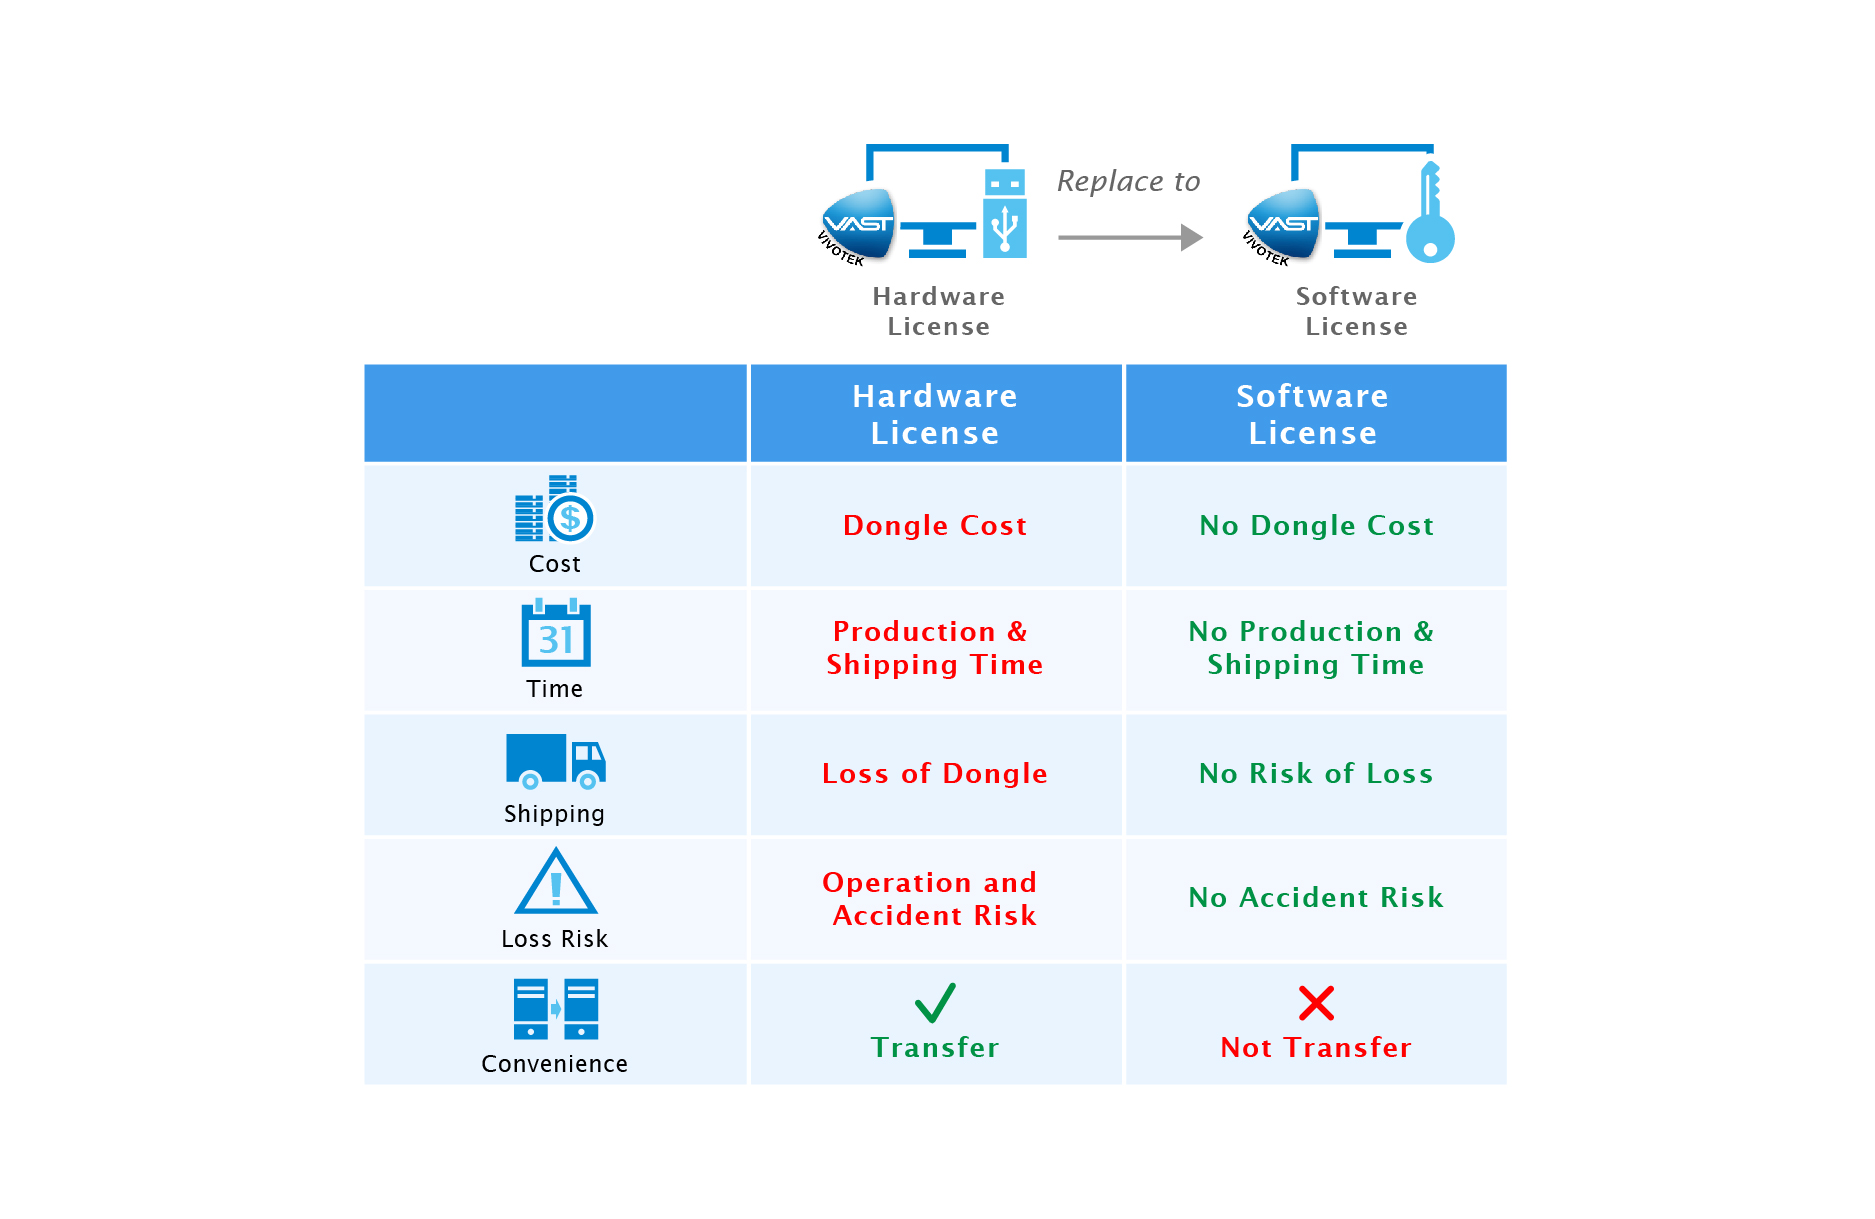 Replace to
VAST
VIVOTEK
VAST
VIVOTEK
Hardware
License
Software
License
Hardware
License
Software
License
$
Cost
Dongle Cost
No Dongle Cost
31
Time
Production &
Shipping Time
No Production &
Shipping Time
Shipping
Loss of Dongle
No Risk of Loss
!
Loss Risk
Operation and
Accident Risk
No Accident Risk
Convenience
Transfer
Not Transfer